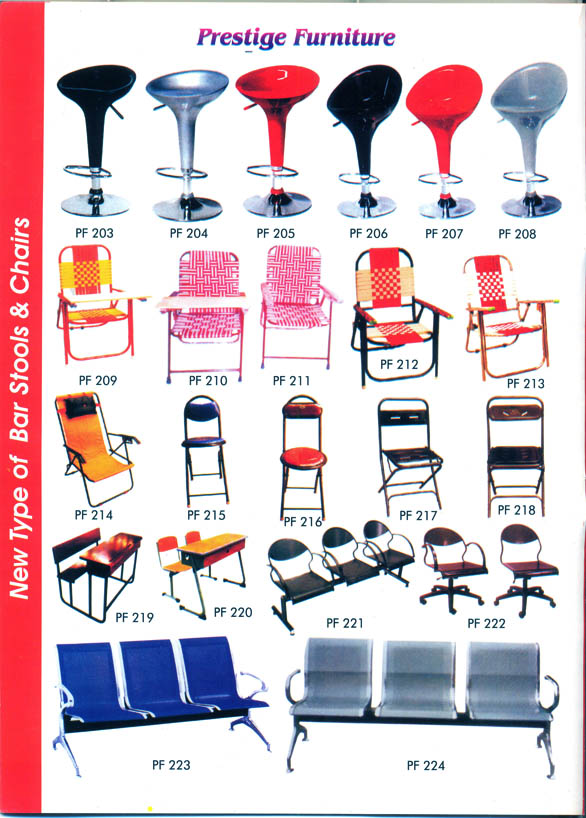 Prestige Furniture
New Type of Bar Stools & Chairs
PF 203
PF 204
PF 205
PF 206
PF 207
PF 208
PF 209
PF 210
PF 211
PF 212
PF 213
PF 214
PF 215
PF 216
PF 217
PF 218
PF 219
PF 220
PF 221
PF 222
PF 223
PF 224